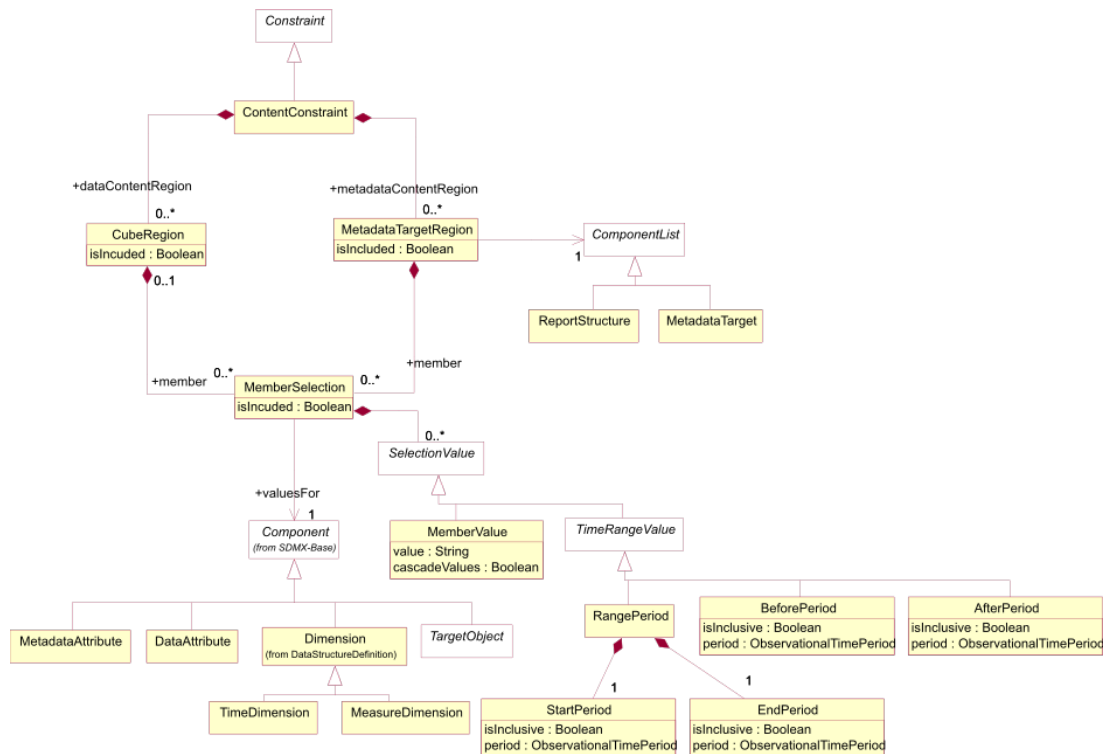 Constraint
ContentConstraint
+dataContentRegion
+metadataContentRegion
0..*
0..*
CubeRegion
isIncuded : Boolean
MetadataTargetRegion
isIncluded : Boolean
ComponentList
0..1
1
ReportStructure
MetadataTarget
+member
0..*
+member
0..*
MemberSelection
isIncuded : Boolean
0..*
SelectionValue
+valuesFor
1
Component
(from SDMX-Base)
MemberValue
value : String
cascadeValues : Boolean
TimeRangeValue
RangePeriod
BeforePeriod
isInclusive : Boolean
period : ObservationalTimePeriod
AfterPeriod
isInclusive : Boolean
period : ObservationalTimePeriod
MetadataAttribute
DataAttribute
Dimension
(from DataStructureDefinition)
TargetObject
1
1
TimeDimension
MeasureDimension
StartPeriod
isInclusive : Boolean
period : ObservationalTimePeriod
EndPeriod
isInclusive : Boolean
period : ObservationalTimePeriod